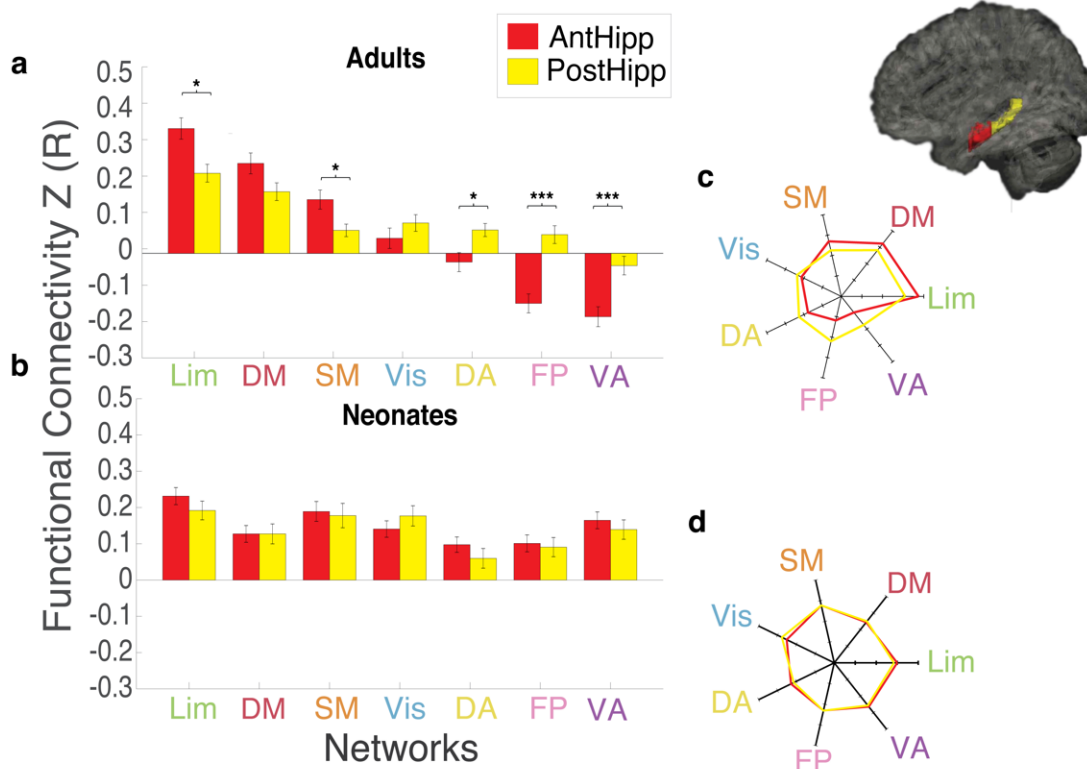 AntHipp
PostHipp
a
Adults
Functional Connectivity Z (R)
0.5
0.4
0.3
0.2
0.1
0
-0.1
-0.2
-0.3
*
*
*
***
***
Lim DM SM Vis DA FP VA
b
Neonates
0.5
0.4
0.3
0.2
0.1
0
-0.1
-0.2
-0.3
Lim DM SM Vis DA FP VA
Networks
c
SM
DM
Vis
Lim
DA
VA
FP
d
SM
DM
Vis
Lim
DA
VA
FP